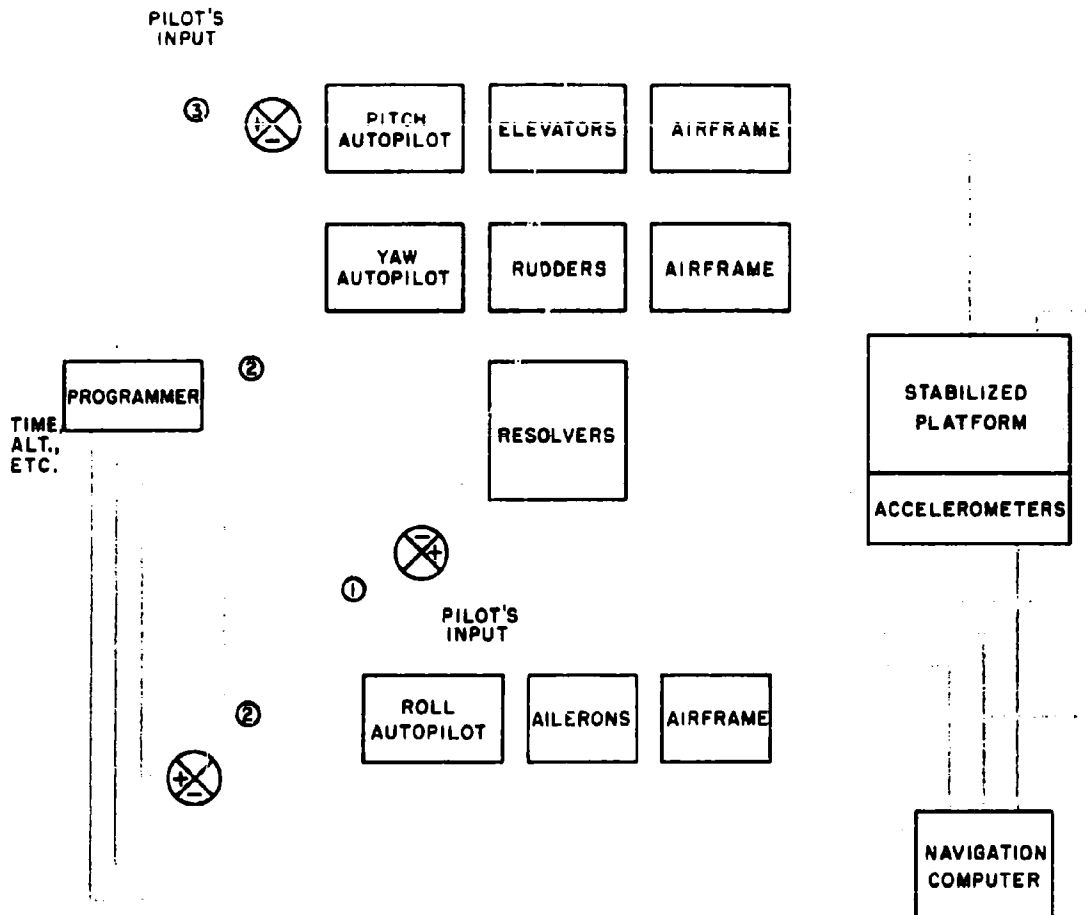 PILOT'S
INPUT
③
+
-
PITCH
AUTOPILOT
ELEVATORS
AIRFRAME
YAW
AUTOPILOT
RUDDERS
AIRFRAME
②
PROGRAMMER
TIME,
ALT.,
ETC.
RESOLVERS
STABILIZED
PLATFORM
ACCELEROMETERS
-
+
①
PILOT'S
INPUT
②
ROLL
AUTOPILOT
AILERONS
AIRFRAME
+
-
NAVIGATION
COMPUTER